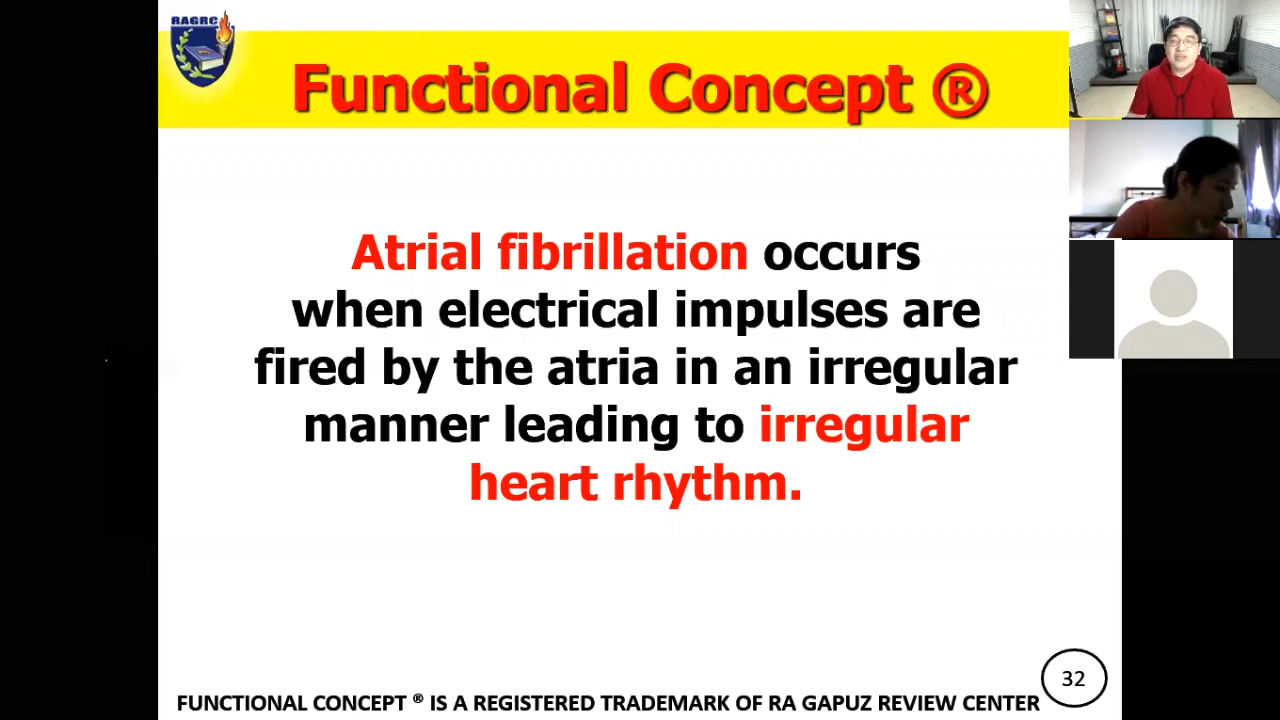 RAGRC
Functional Concept ®
Atrial fibrillation occurs
when electrical impulses are
fired by the atria in an irregular
manner leading to irregular
heart rhythm.
32
FUNCTIONAL CONCEPT ® IS A REGISTERED TRADEMARK OF RA GAPUZ REVIEW CENTER